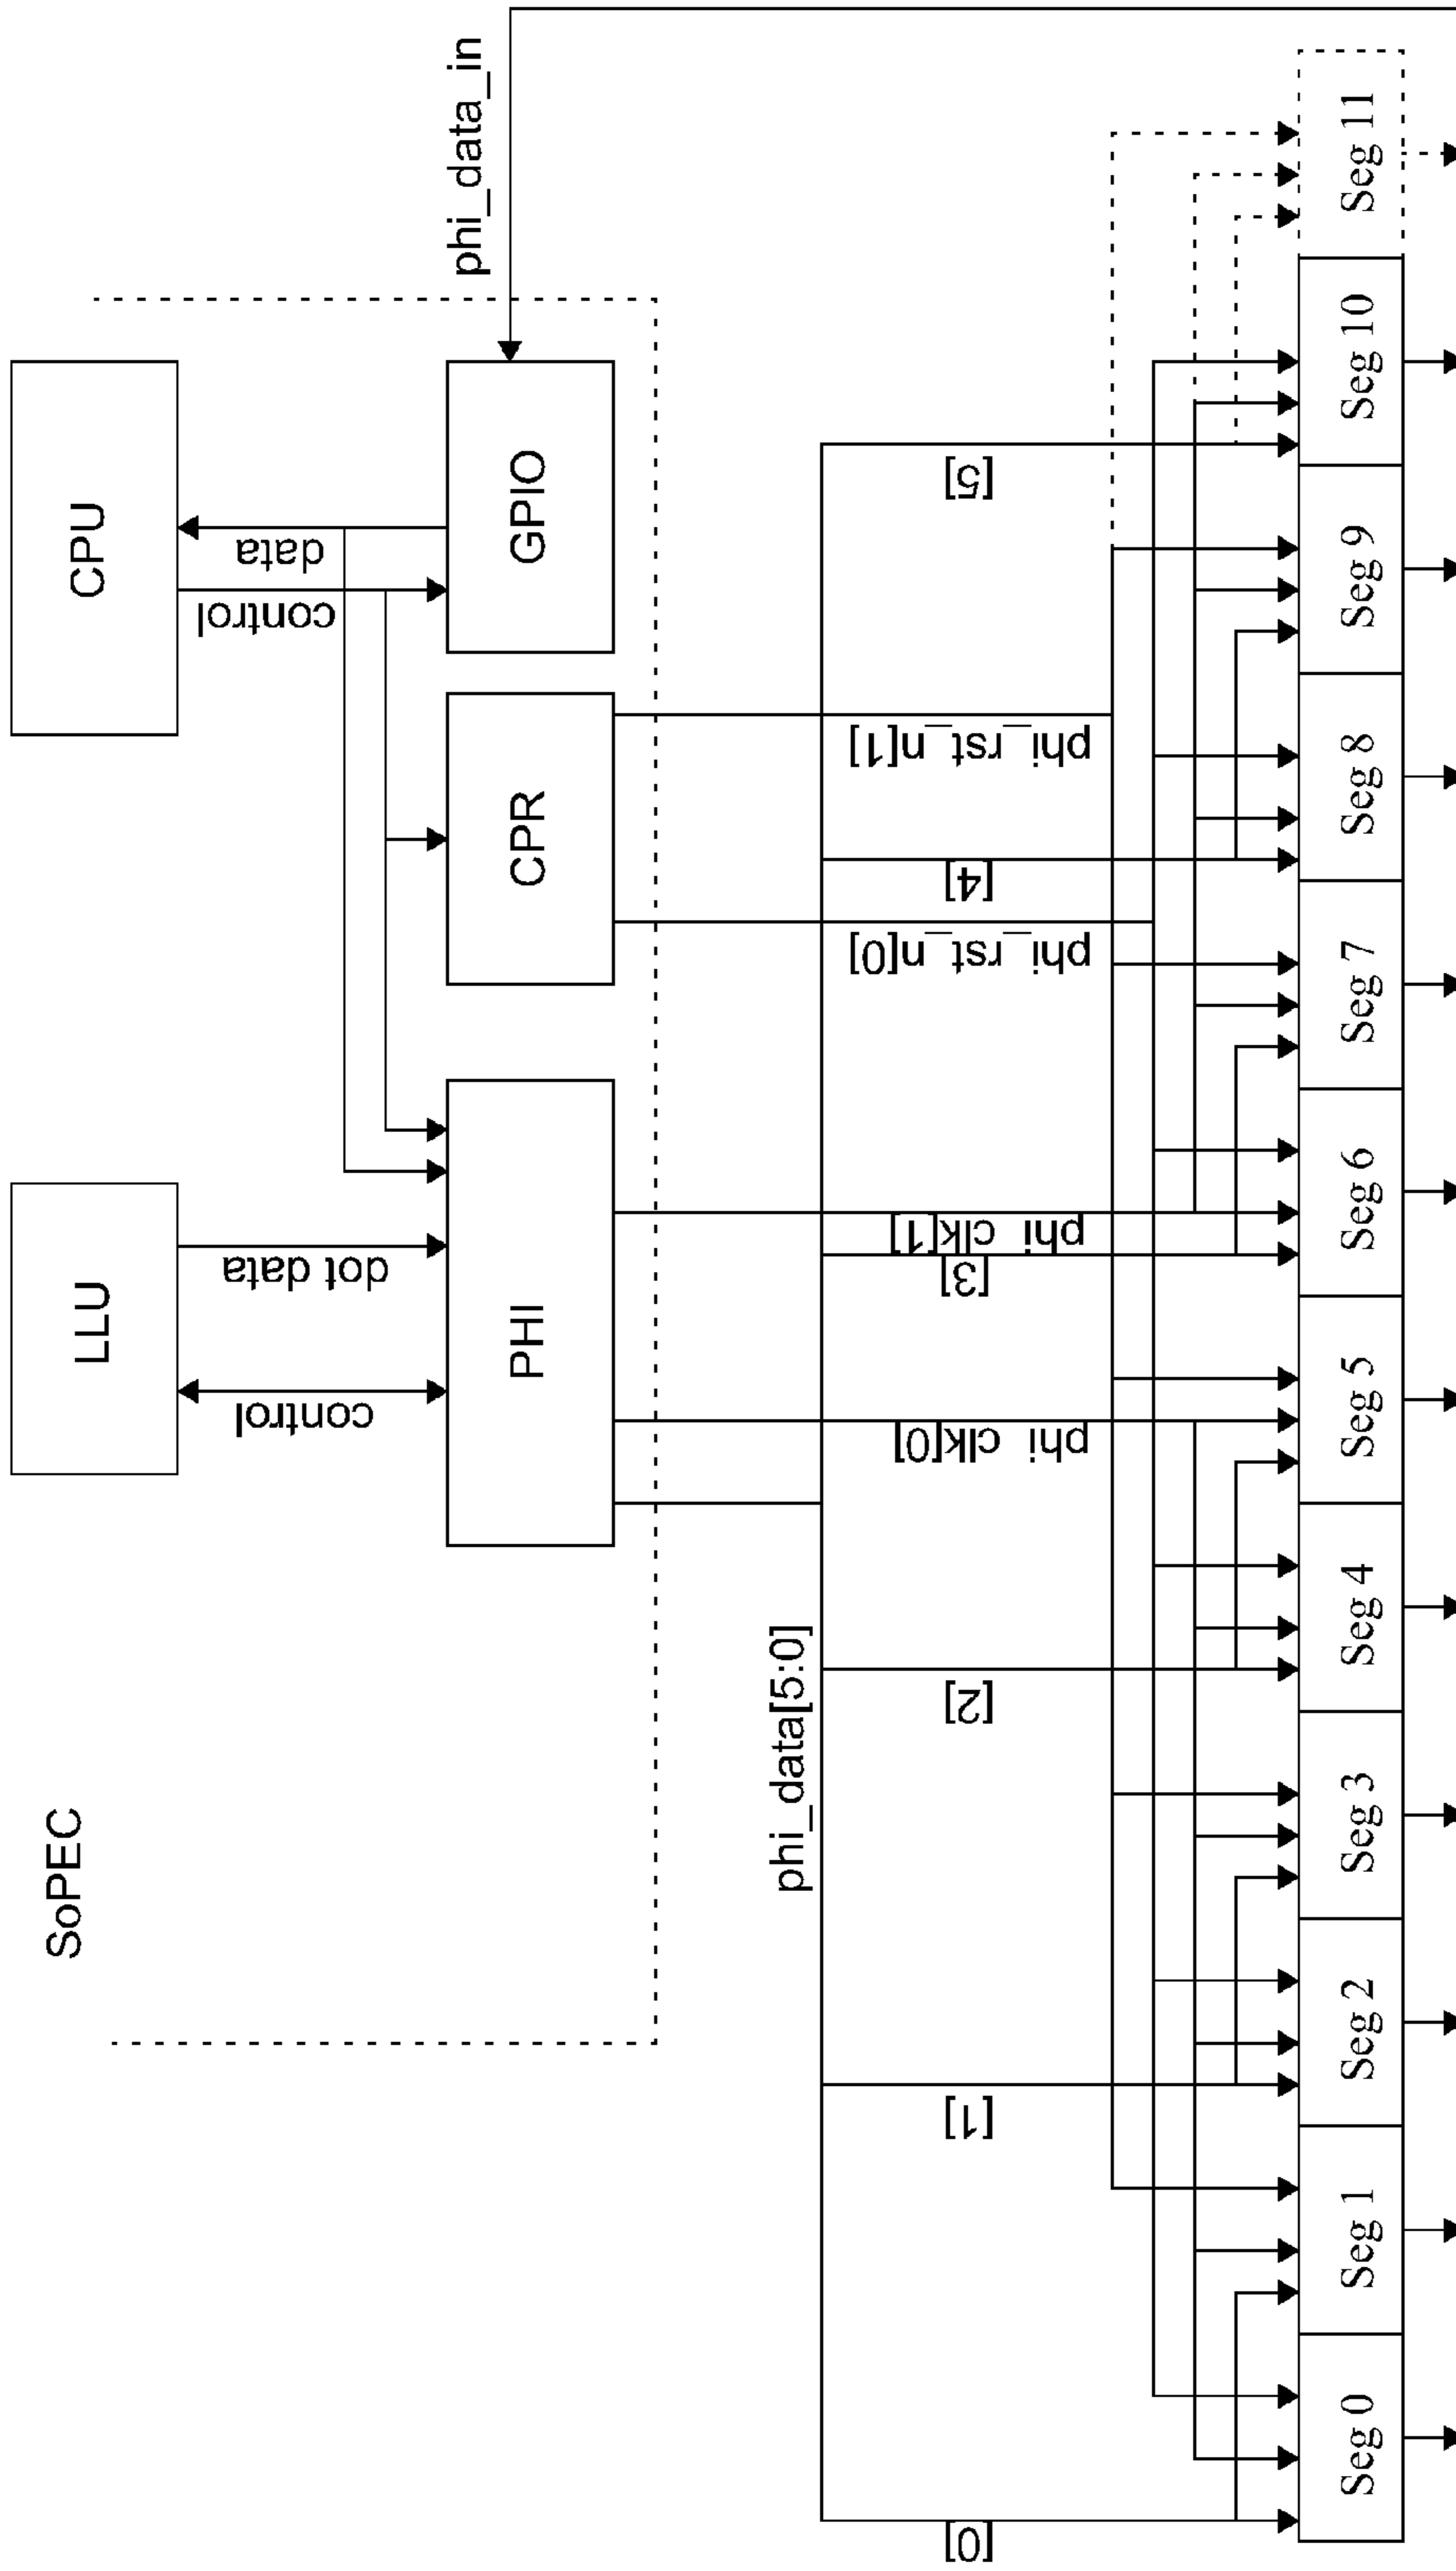 SoPEC
LLU
CPU
control
dot data
control
data
PHI
CPR
GPIO
phi_data_in
phi_data[5:0]
[0]
[1]
[2]
phi_clk[0]
[3]
phi_clk[1]
phi_rst_n[0]
[4]
phi_rst_n[1]
[5]
Seg 0
Seg 1
Seg 2
Seg 3
Seg 4
Seg 5
Seg 6
Seg 7
Seg 8
Seg 9
Seg 10
Seg 11